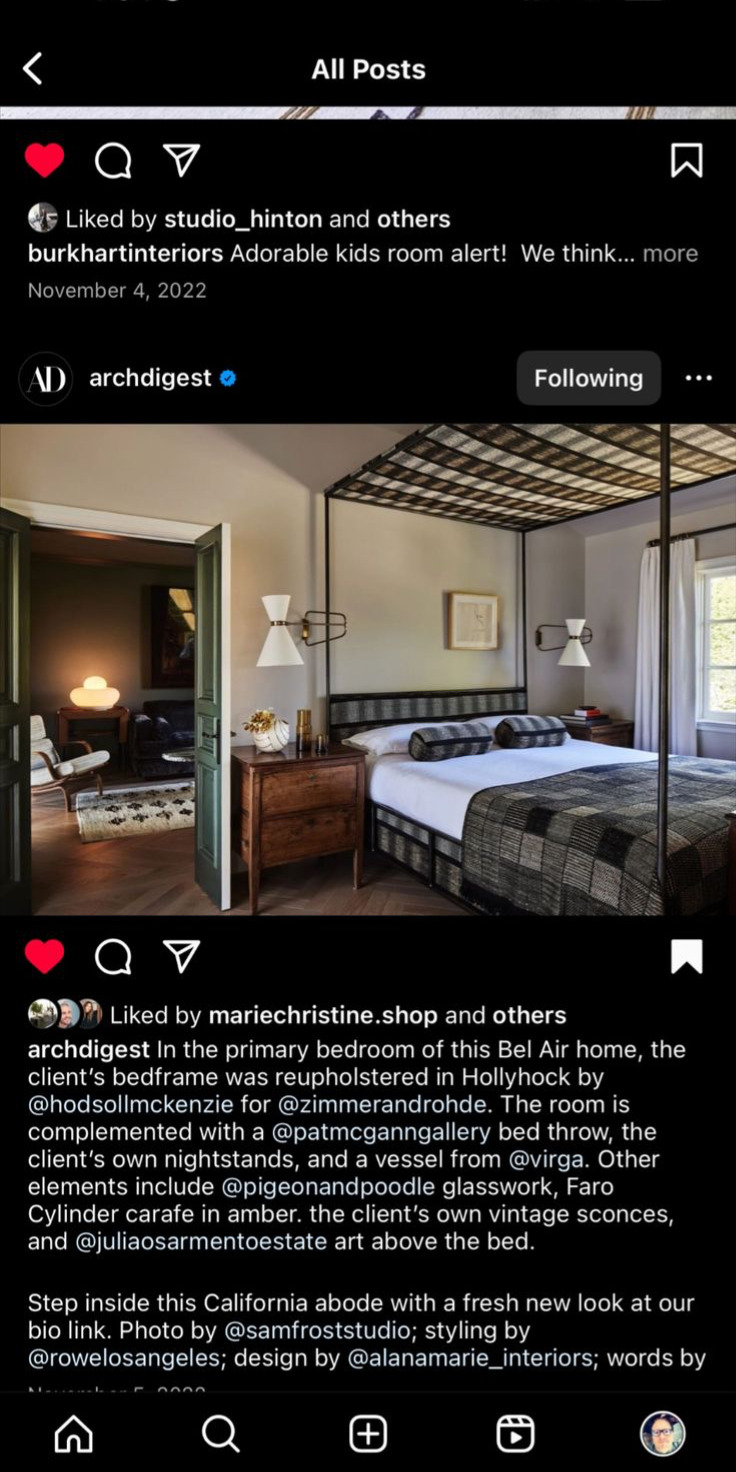 All Posts
Liked by studio_hinton and others
burkhartinteriors Adorable kids room alert!  We think... more
November 4, 2022
AD archdigest Following
Liked by mariechristine.shop and others
archdigest In the primary bedroom of this Bel Air home, the
client's bedframe was reupholstered in Hollyhock by
@hodsollmckenzie for @zimmerandrohde. The room is
complemented with a @patmcganngallery bed throw, the
client's own nightstands, and a vessel from @virga. Other
elements include @pigeonandpoodle glasswork, Faro
Cylinder carafe in amber. the client's own vintage sconces,
and @juliaosarmentoestate art above the bed.
Step inside this California abode with a fresh new look at our
bio link. Photo by @samfroststudio; styling by
@rowelosangeles; design by @alanamarie_interiors; words by